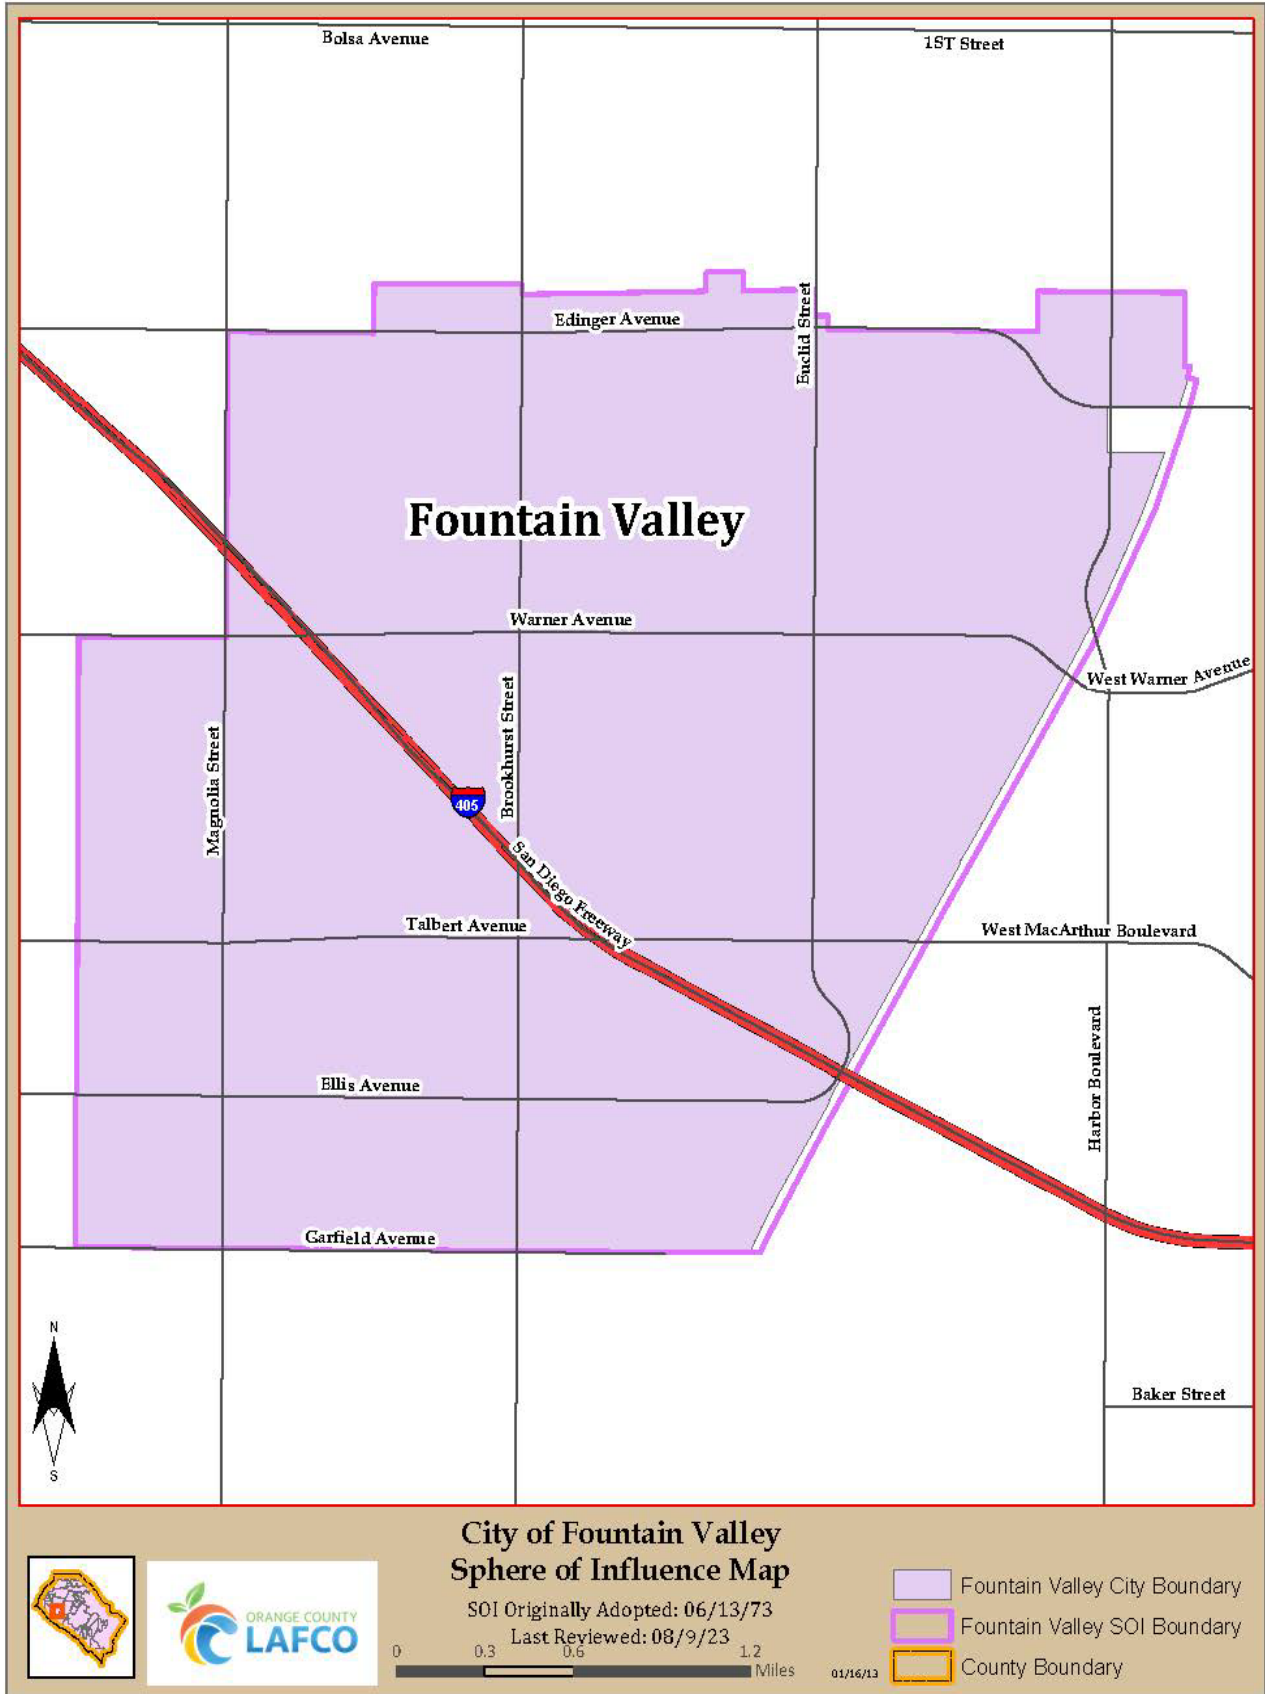 Bolsa Avenue
1ST Street
Edinger Avenue
Euclid Street
Fountain Valley
Warner Avenue
West Warner Avenue
Brookhurst Street
Magnolia Street
405
San Diego Freeway
Talbert Avenue
West MacArthur Boulevard
Harbor Boulevard
Ellis Avenue
Garfield Avenue
N
S
Baker Street
City of Fountain Valley
Sphere of Influence Map
SOI Originally Adopted: 06/13/73
Last Reviewed: 08/9/23
0 0.3 0.6 1.2
Miles
01/16/13
ORANGE COUNTY
LAFCO
Fountain Valley City Boundary
Fountain Valley SOI Boundary
County Boundary